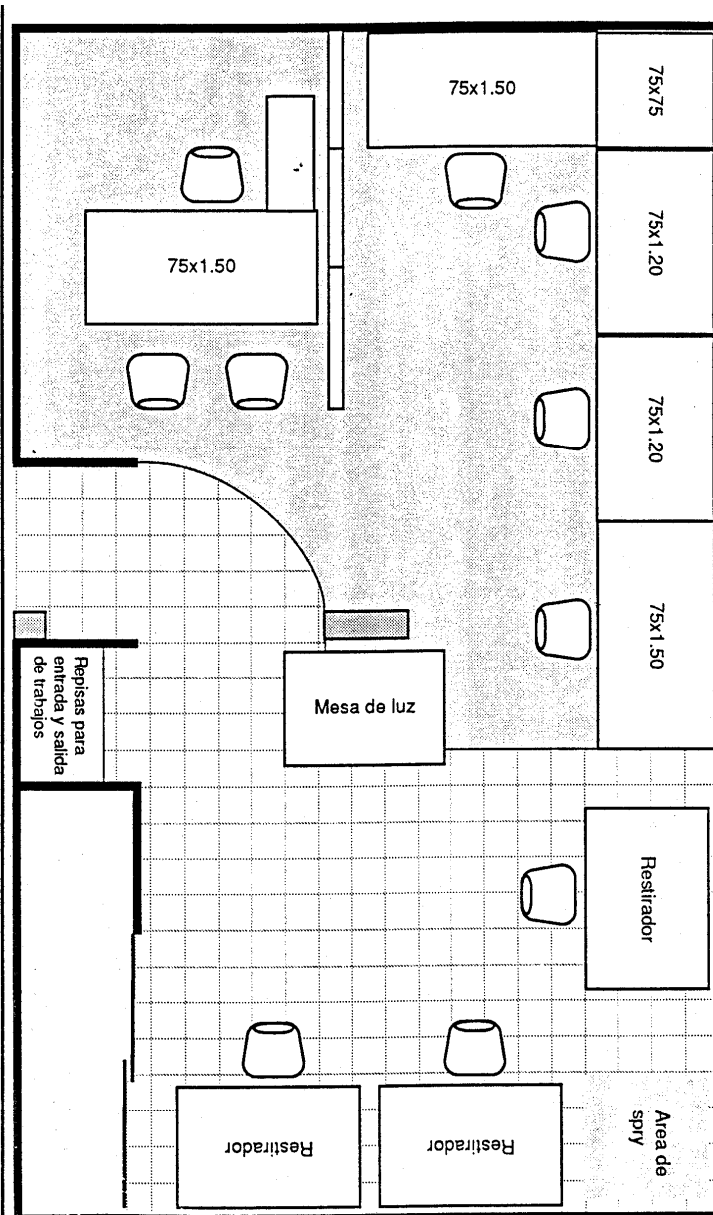 75x1.50
75x75
75x1.20
75x1.50
75x1.20
75x1.50
Repisas para
entrada y salida
de trabajos
Mesa de luz
Restirador
Area de
spry
Restirador
Restirador